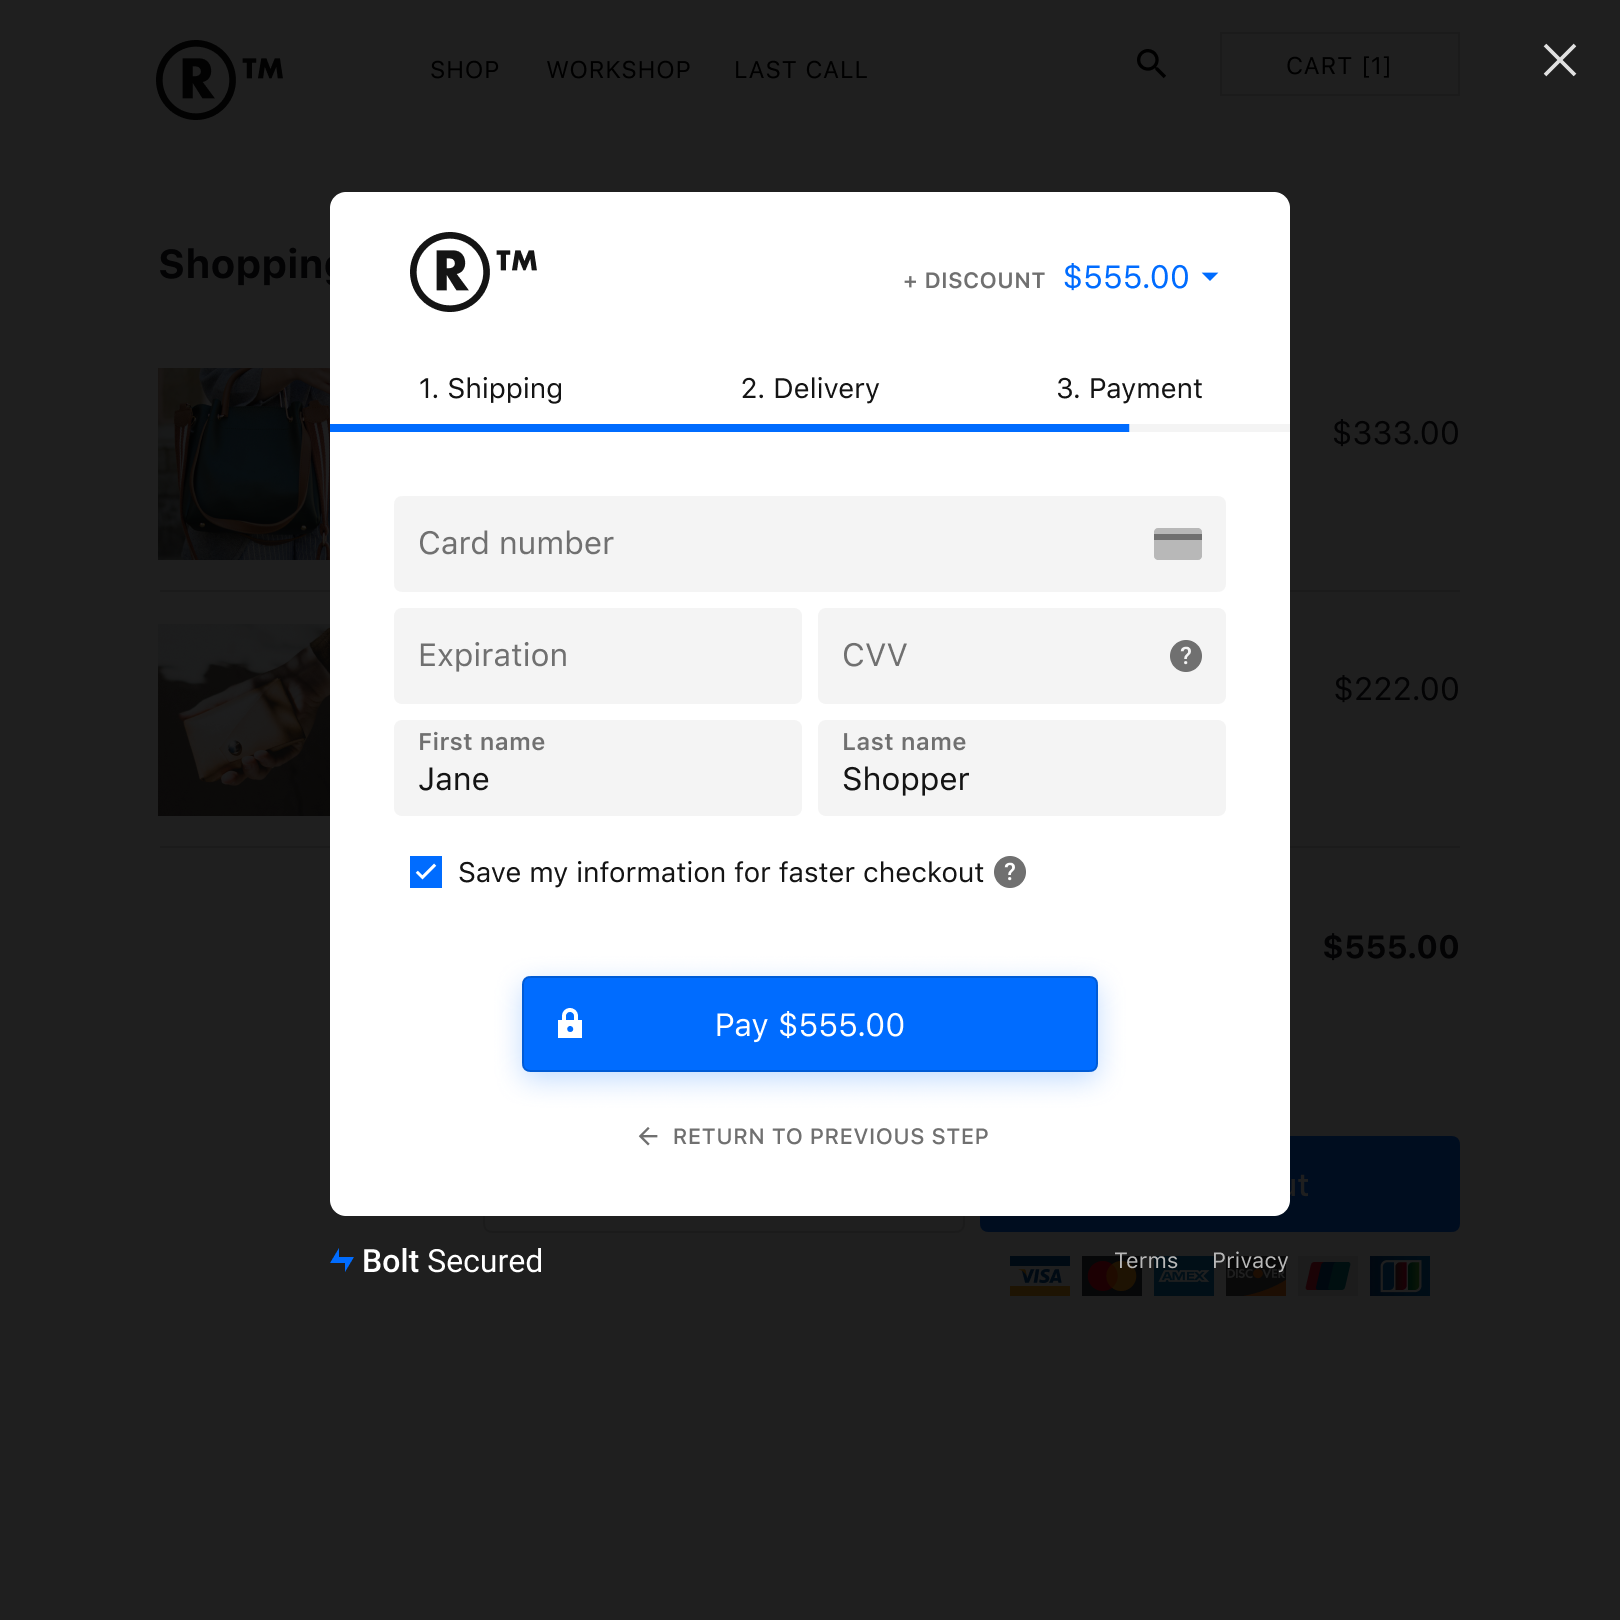 R TM
SHOP WORKSHOP LAST CALL
CART [1]
R TM
+ DISCOUNT $555.00
Shopping
1. Shipping 2. Delivery 3. Payment
$333.00
Card number
Expiration
CVV ?
$222.00
First name
Jane
Last name
Shopper
Save my information for faster checkout ?
$555.00
Pay $555.00
← RETURN TO PREVIOUS STEP
Bolt Secured
Terms Privacy
VISA AMEX DISCOVER